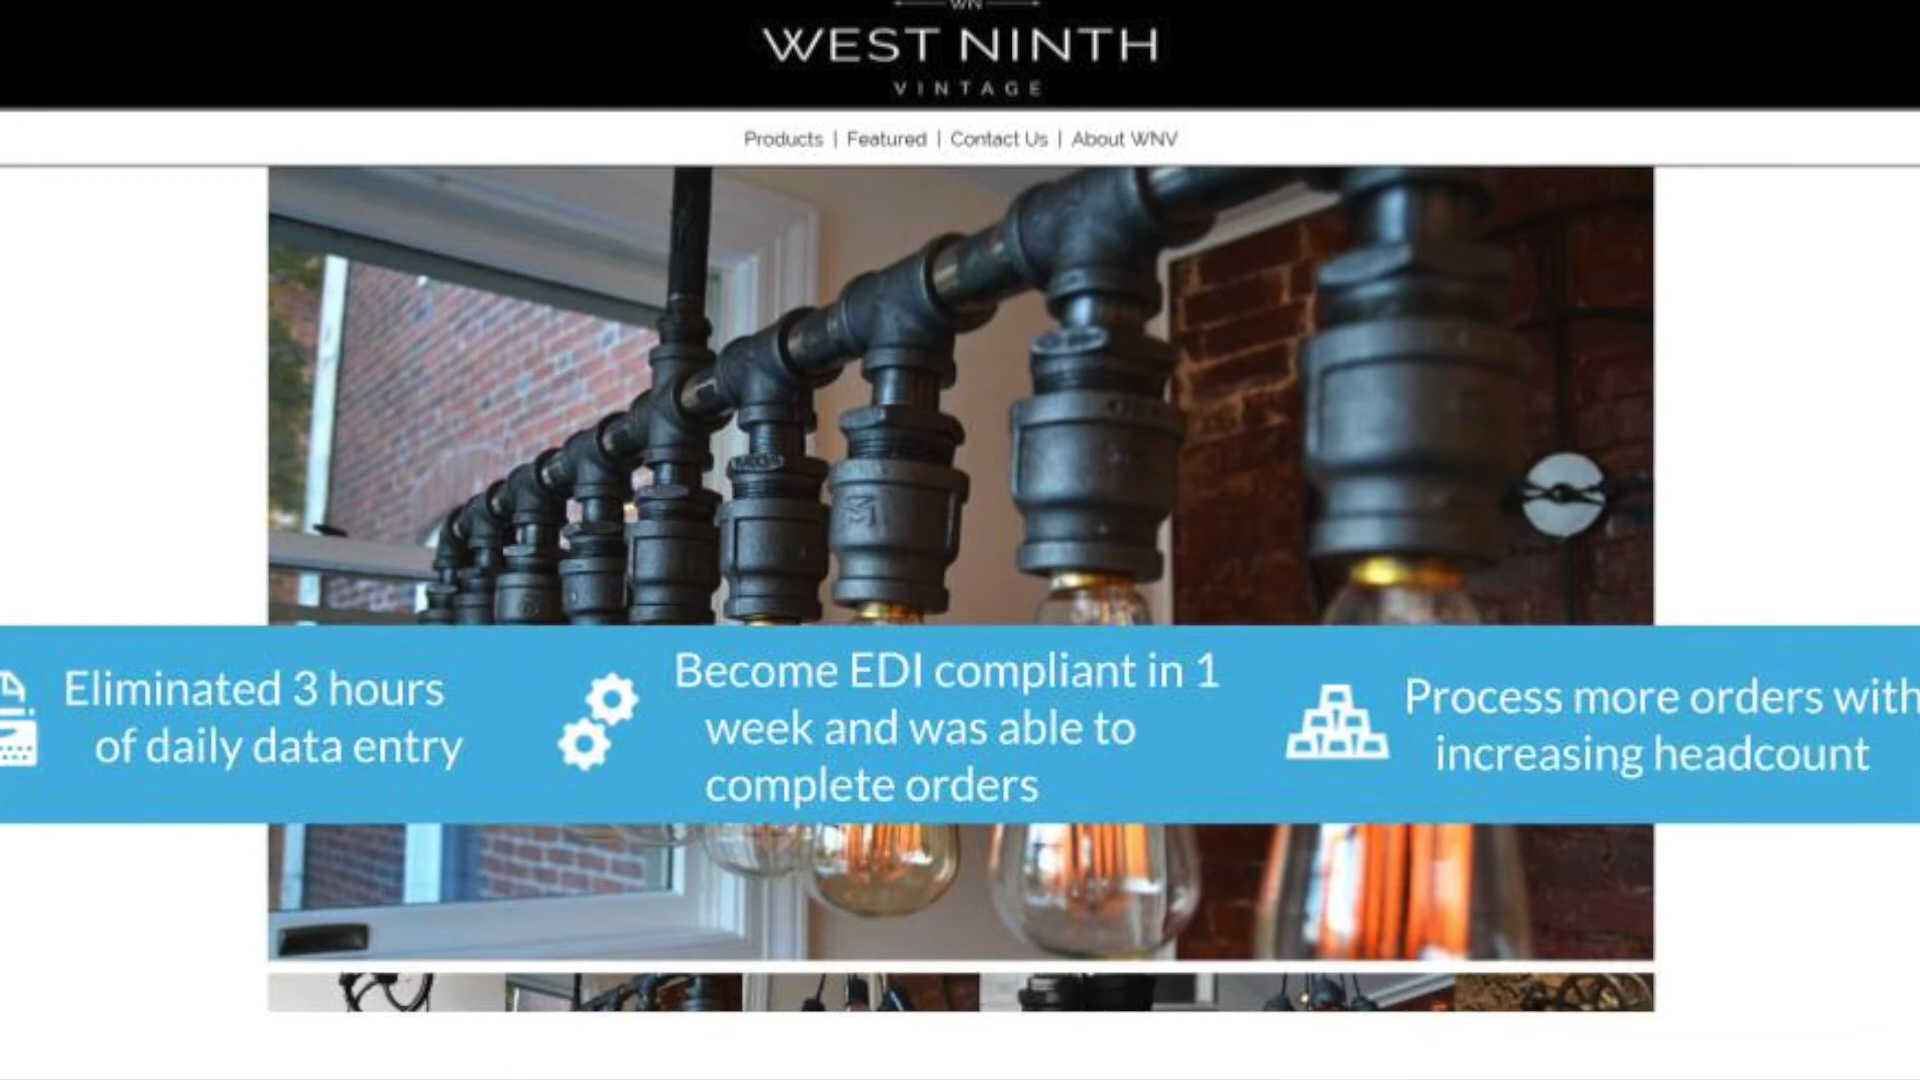 WN
WEST NINTH
VINTAGE
Products | Featured | Contact Us | About WNV
Eliminated 3 hours
of daily data entry
Become EDI compliant in 1
week and was able to
complete orders
Process more orders with
increasing headcount